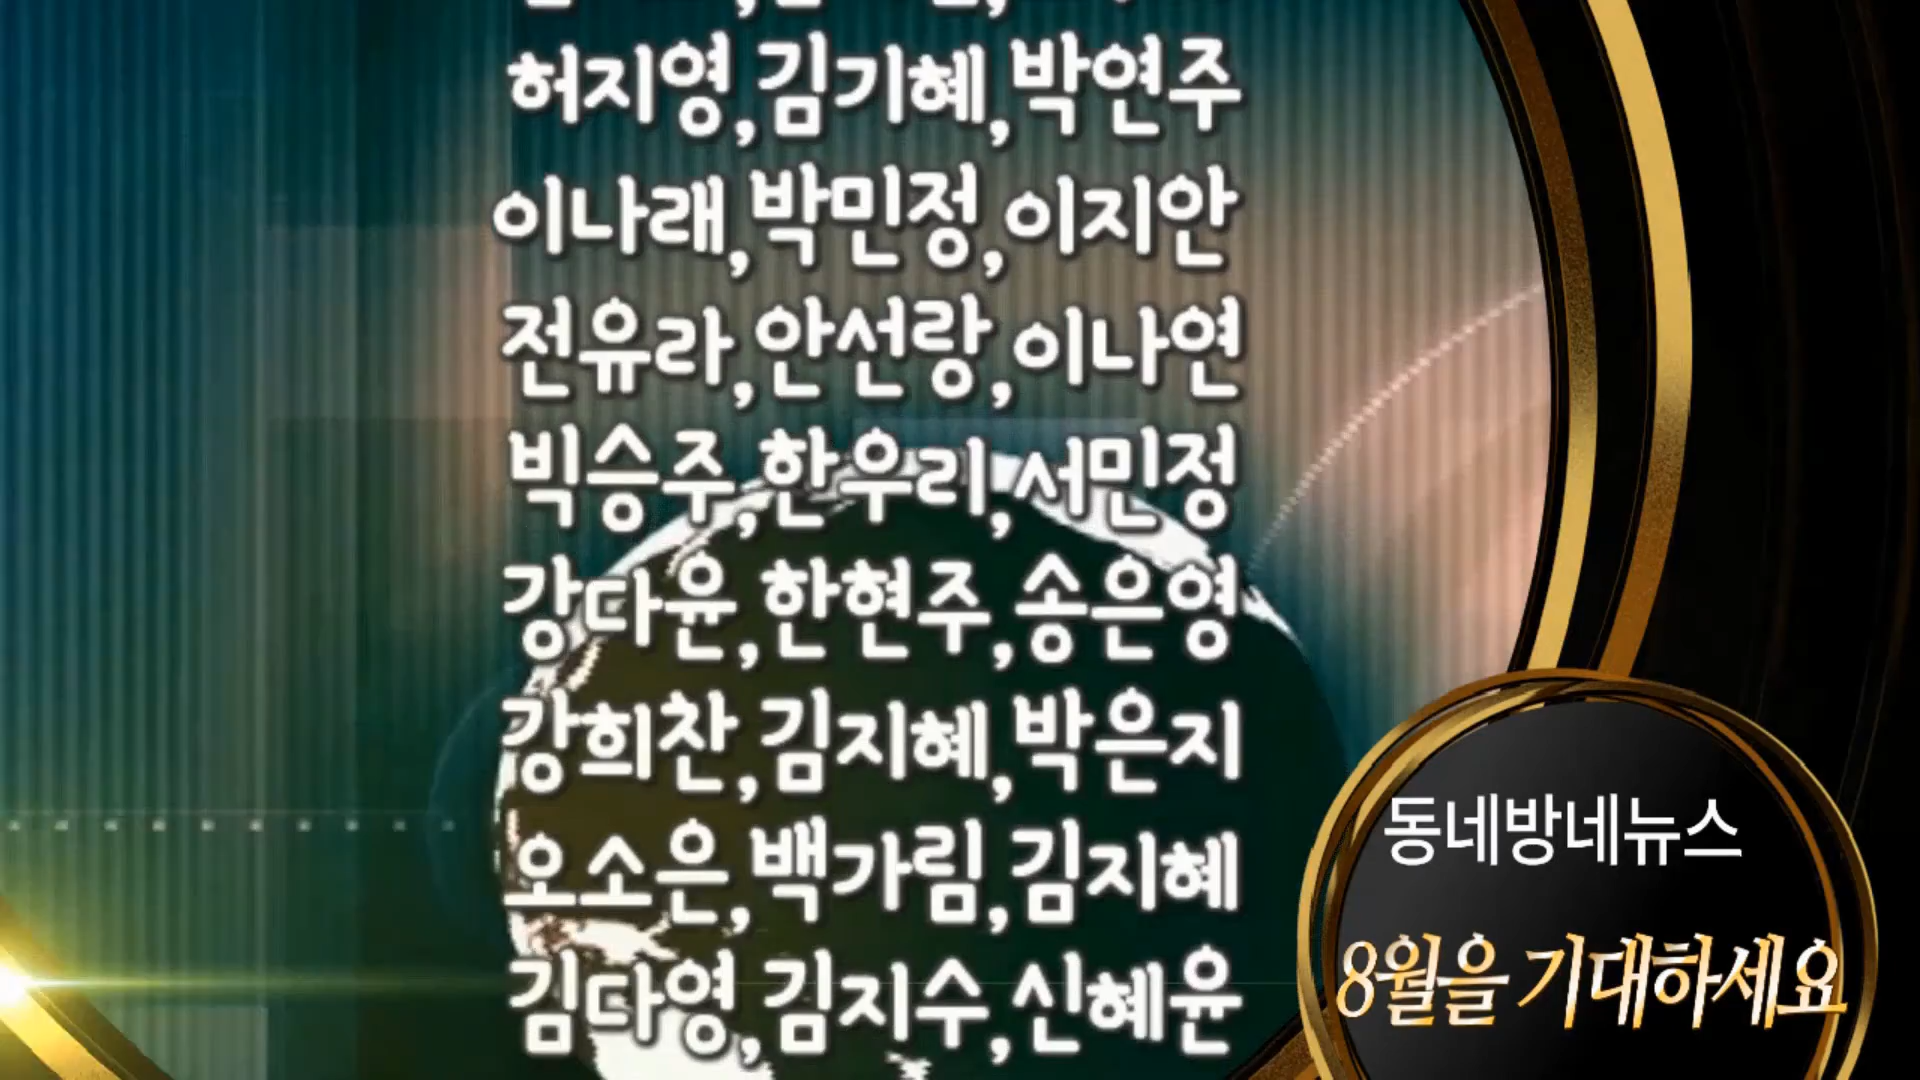 허지영,김기혜,박연주
이나래,박민정,이지안
전유라,안선랑,이나연
빅승주,한우리,서민정
강다윤,한현주,송은영
강희찬,김지혜,박은지
오소은,백가림,김지혜
김다영,김지수,신혜윤
동네방네뉴스
8월을 기대하세요